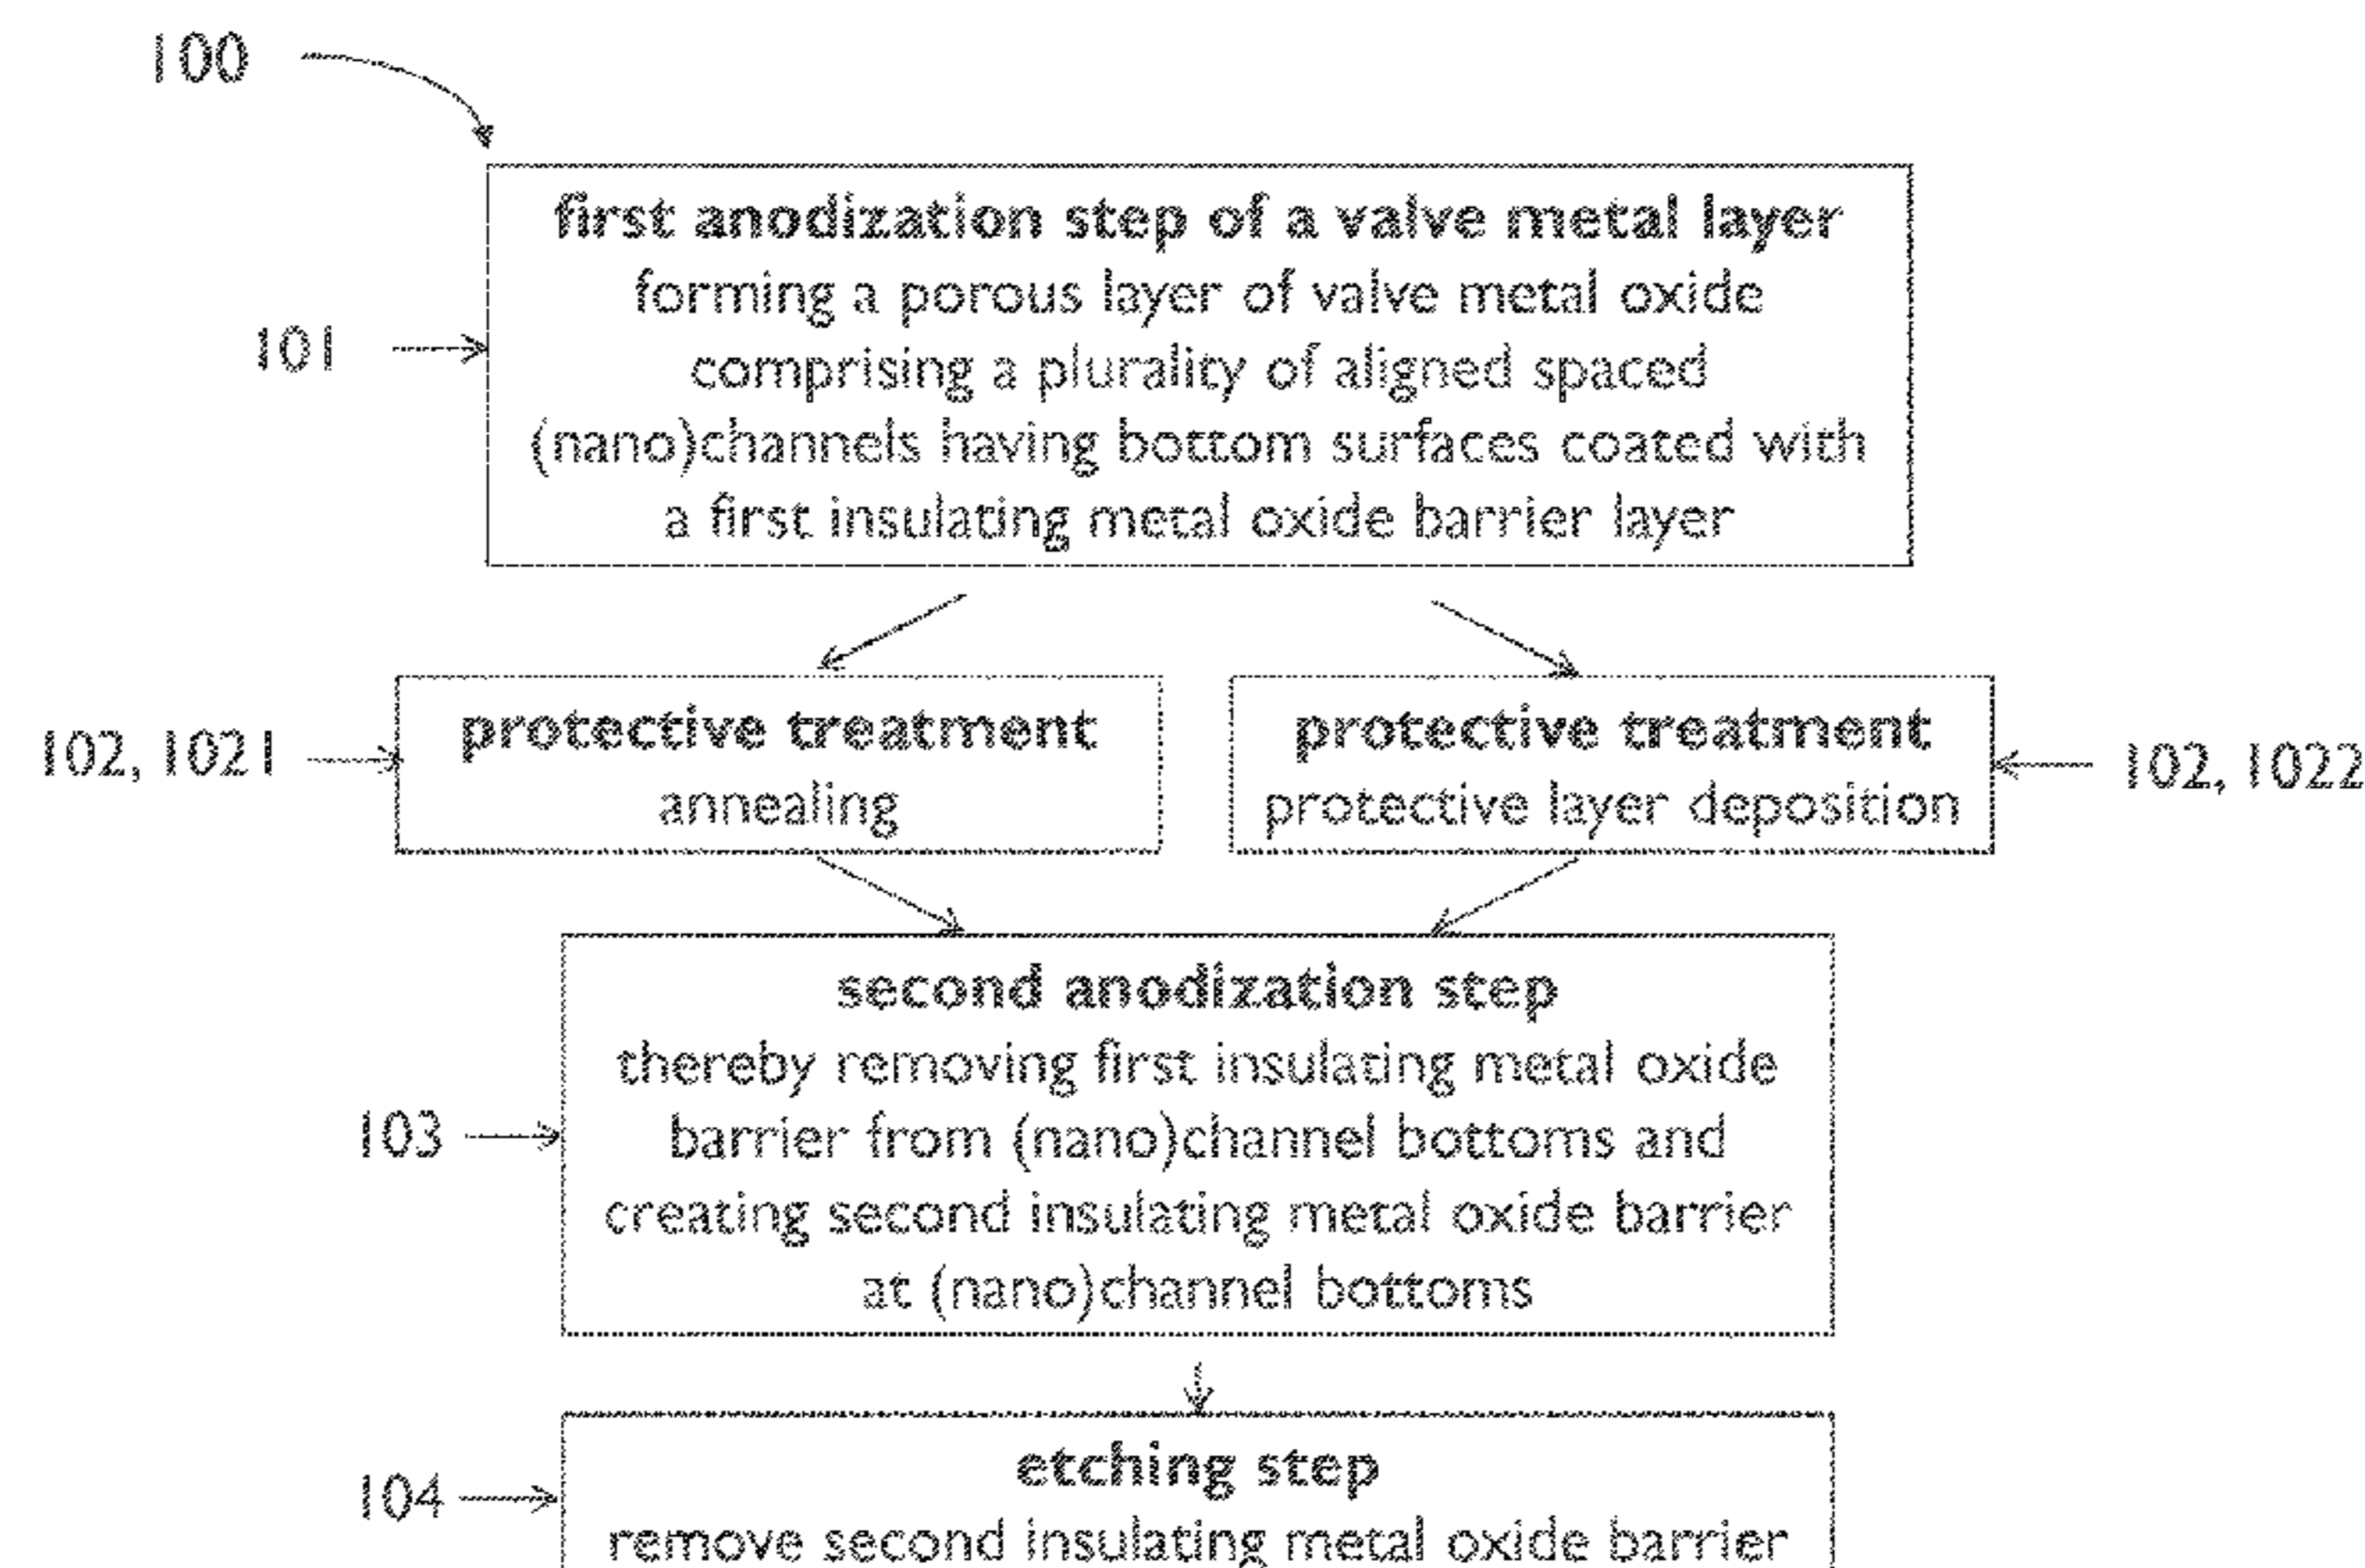 100
first anodization step of a valve metal layer
forming a porous layer of valve metal oxide
101
comprising a plurality of aligned spaced
(nano)channels having bottom surfaces coated with
a first insulating metal oxide barrier layer
102, 1021
protective treatment
annealing
protective treatment
protective layer deposition
102, 1022
second anodization step
thereby removing first insulating metal oxide
103
barrier from (nano)channel bottoms and
creating second insulating metal oxide barrier
at (nano)channel bottoms
104
etching step
remove second insulating metal oxide barrier